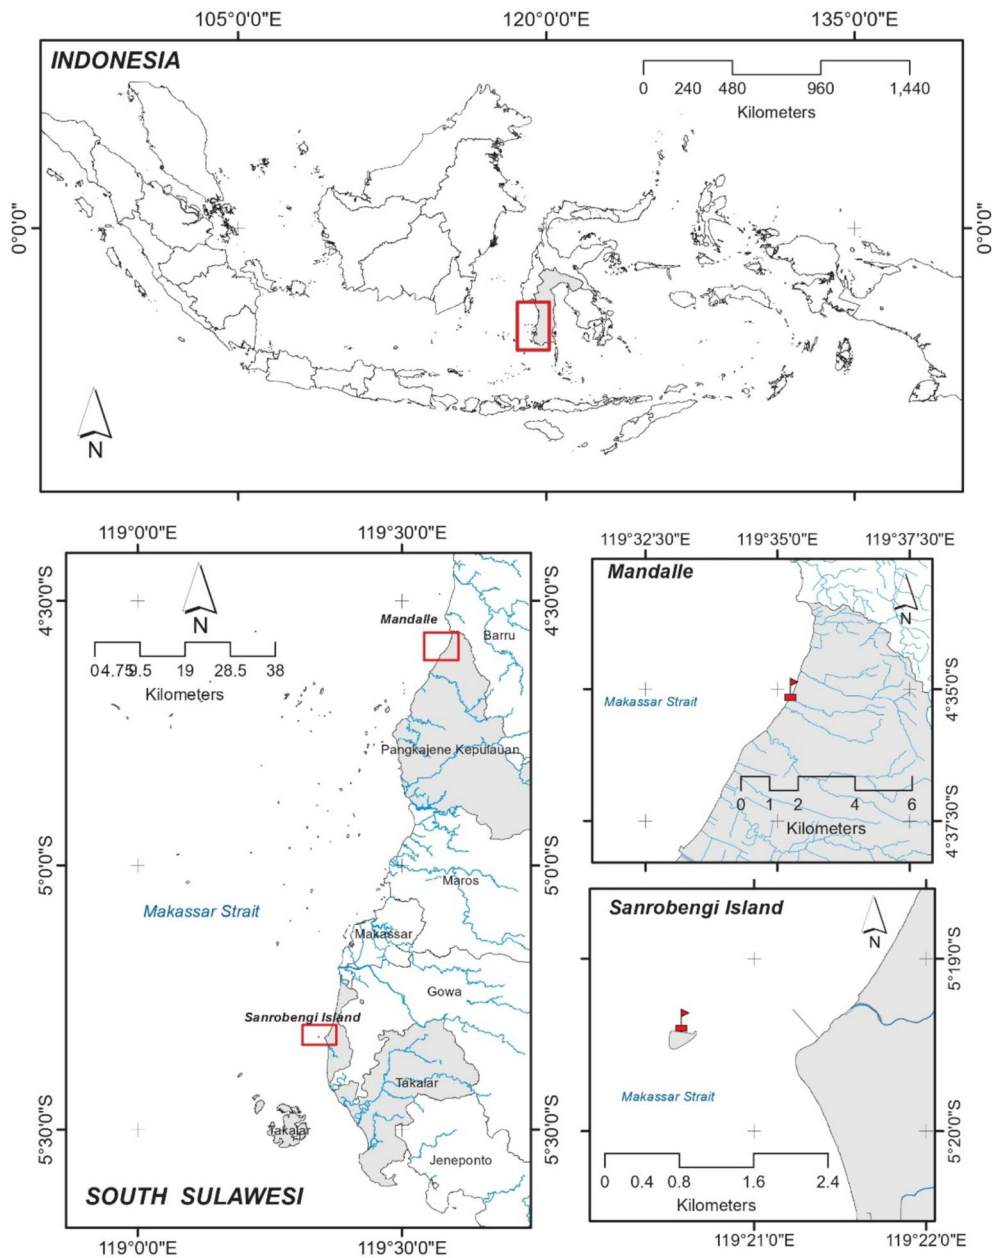 105°0'0"E 120°0'0"E 135°0'0"E
INDONESIA
0 240 480 960 1,440
Kilometers
0°0'0"
0°0'0"
N
119°0'0"E 119°30'0"E
4°30'0"S
4°30'0"S
N
Mandalle
Barru
0 4.75 9.5 19 28.5 38
Kilometers
Pangkajene Kepulauan
5°0'0"S
5°0'0"S
Maros
Makassar Strait
Makassar
Gowa
Sanrobengi Island
Takalar
Takalar
5°30'0"S
5°30'0"S
Jeneponto
SOUTH SULAWESI
119°0'0"E 119°30'0"E
119°32'30"E 119°35'0"E 119°37'30"E
Mandalle
N
Makassar Strait
4°35'0"S
0 1 2 4 6
Kilometers
4°37'30"S
Sanrobengi Island
N
5°19'0"S
Makassar Strait
5°20'0"S
0 0.4 0.8 1.6 2.4
Kilometers
119°21'0"E 119°22'0"E